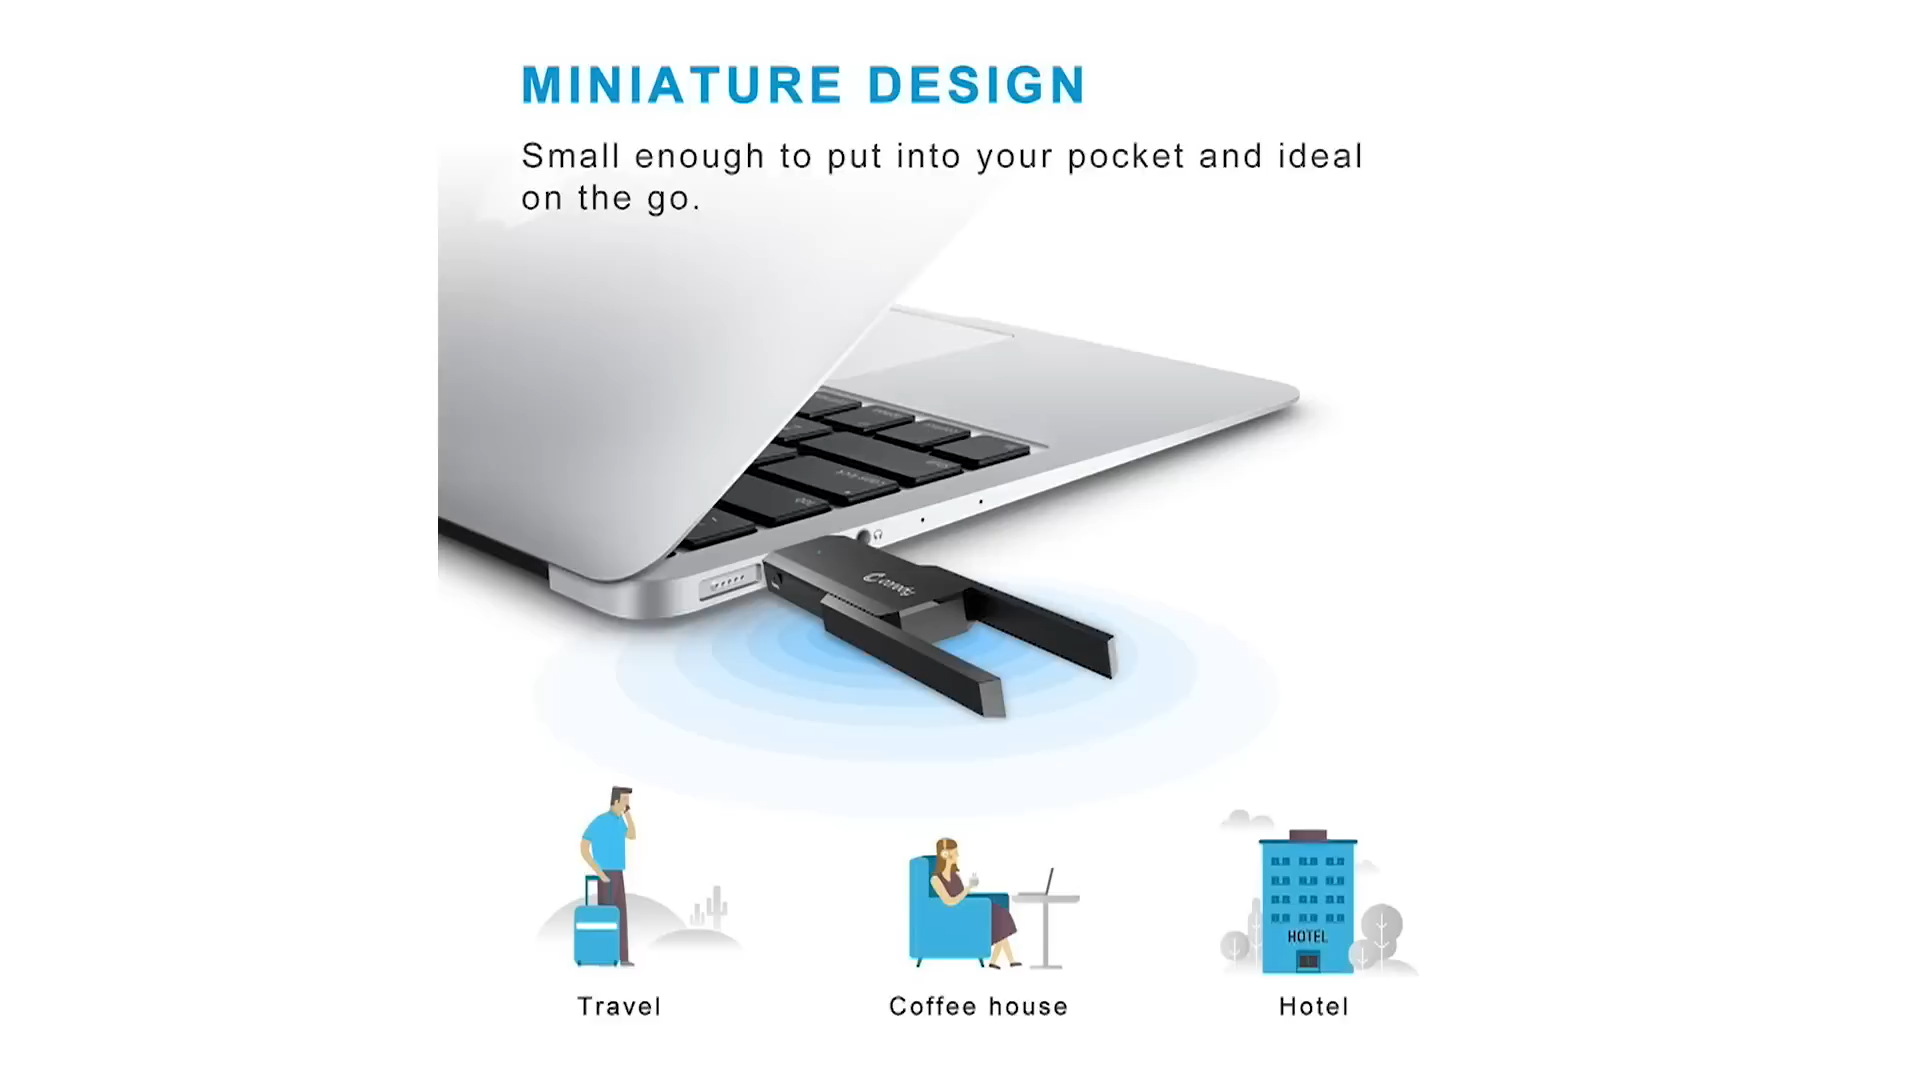 MINIATURE DESIGN
Small enough to put into your pocket and ideal
on the go.
HOTEL
Travel
Coffee house
Hotel